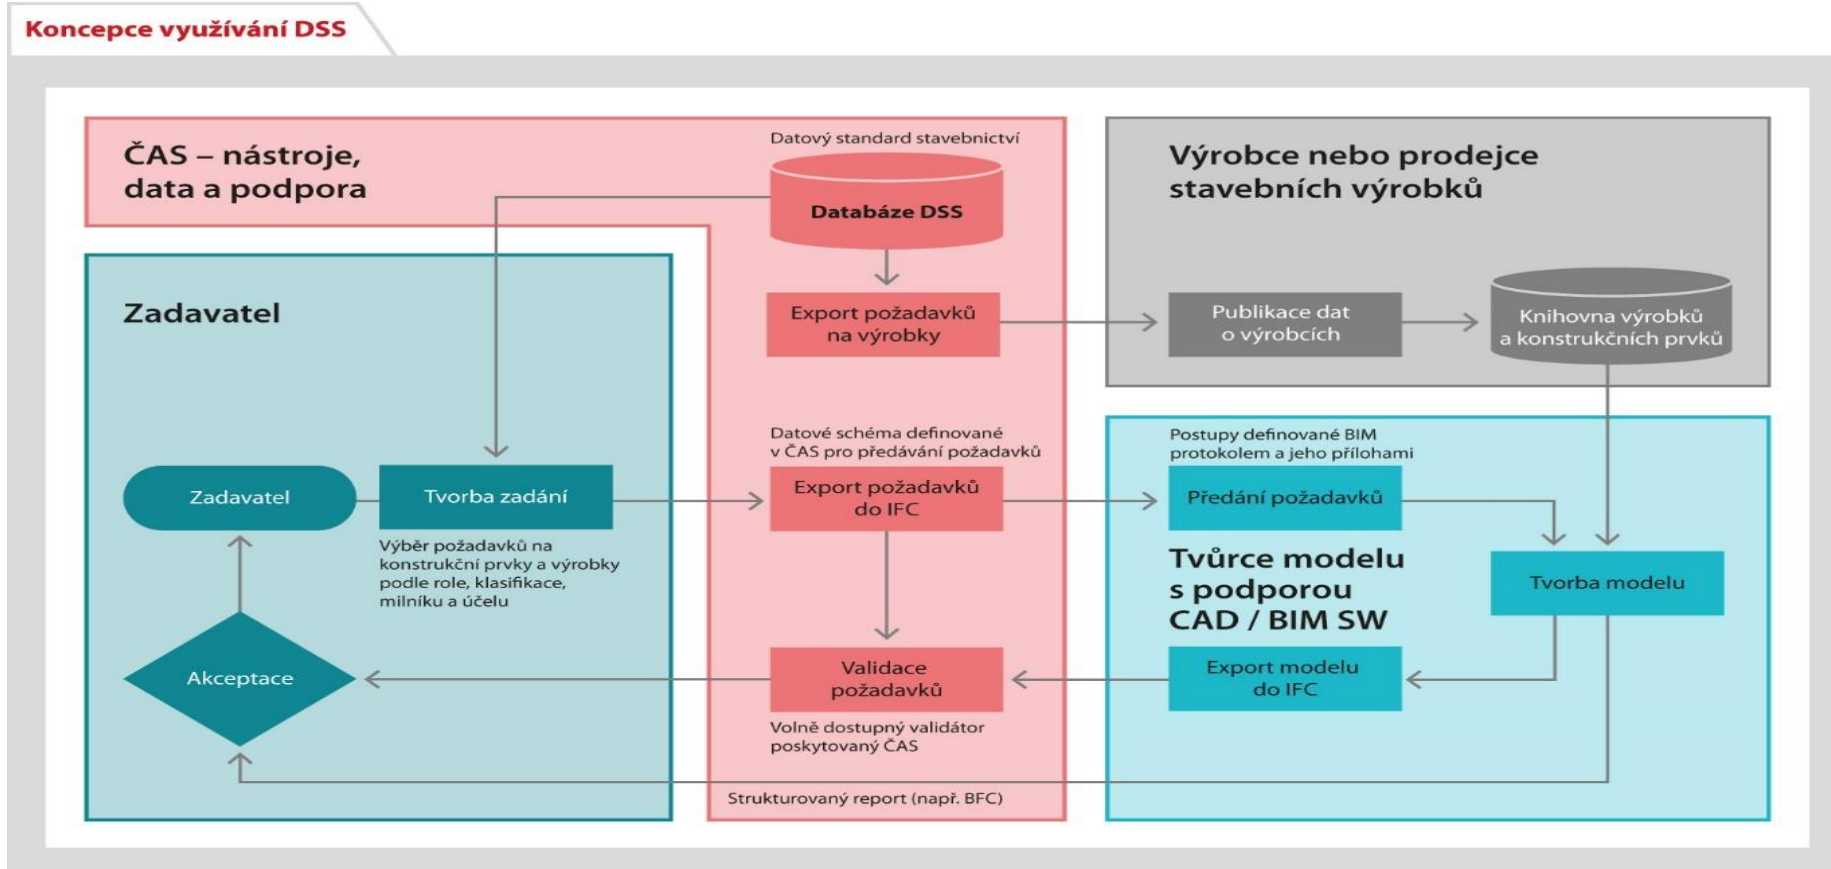 Koncepce využívání DSS
ČAS – nástroje,
data a podpora
Datový standard stavebnictví
Databáze DSS
Export požadavků
na výrobky
Výrobce nebo prodejce
stavebních výrobků
Publikace dat
o výrobcích
Knihovna výrobků
a konstrukčních prvků
Zadavatel
Zadavatel
Tvorba zadání
Výběr požadavků na
konstrukční prvky a výrobky
podle role, klasifikace,
milníku a účelu
Akceptace
Datové schéma definované
v ČAS pro předávání požadavků
Export požadavků
do IFC
Validace
požadavků
Volně dostupný validátor
poskytovaný ČAS
Strukturovaný report (např. BFC)
Postupy definované BIM
protokolem a jeho přílohami
Předání požadavků
Tvůrce modelu
s podporou
CAD / BIM SW
Tvorba modelu
Export modelu
do IFC